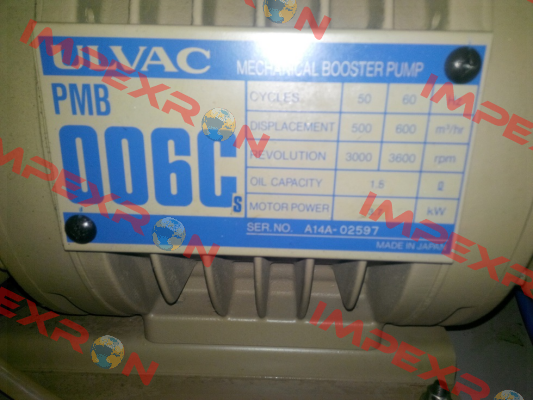 ULVAC
MECHANICAL BOOSTER PUMP
PMB
006C
s
CYCLES 50 60
DISPLACEMENT 500 600 m³/hr
REVOLUTION 3000 3600 rpm
OIL CAPACITY 1.5 ℓ
MOTOR POWER kW
SER.NO. A14A-02597
MADE IN JAPAN
IMPEXRON
IMPEXRON
IMPEXRON
IMPEXRON
IMPEXRON
IMPEXRON